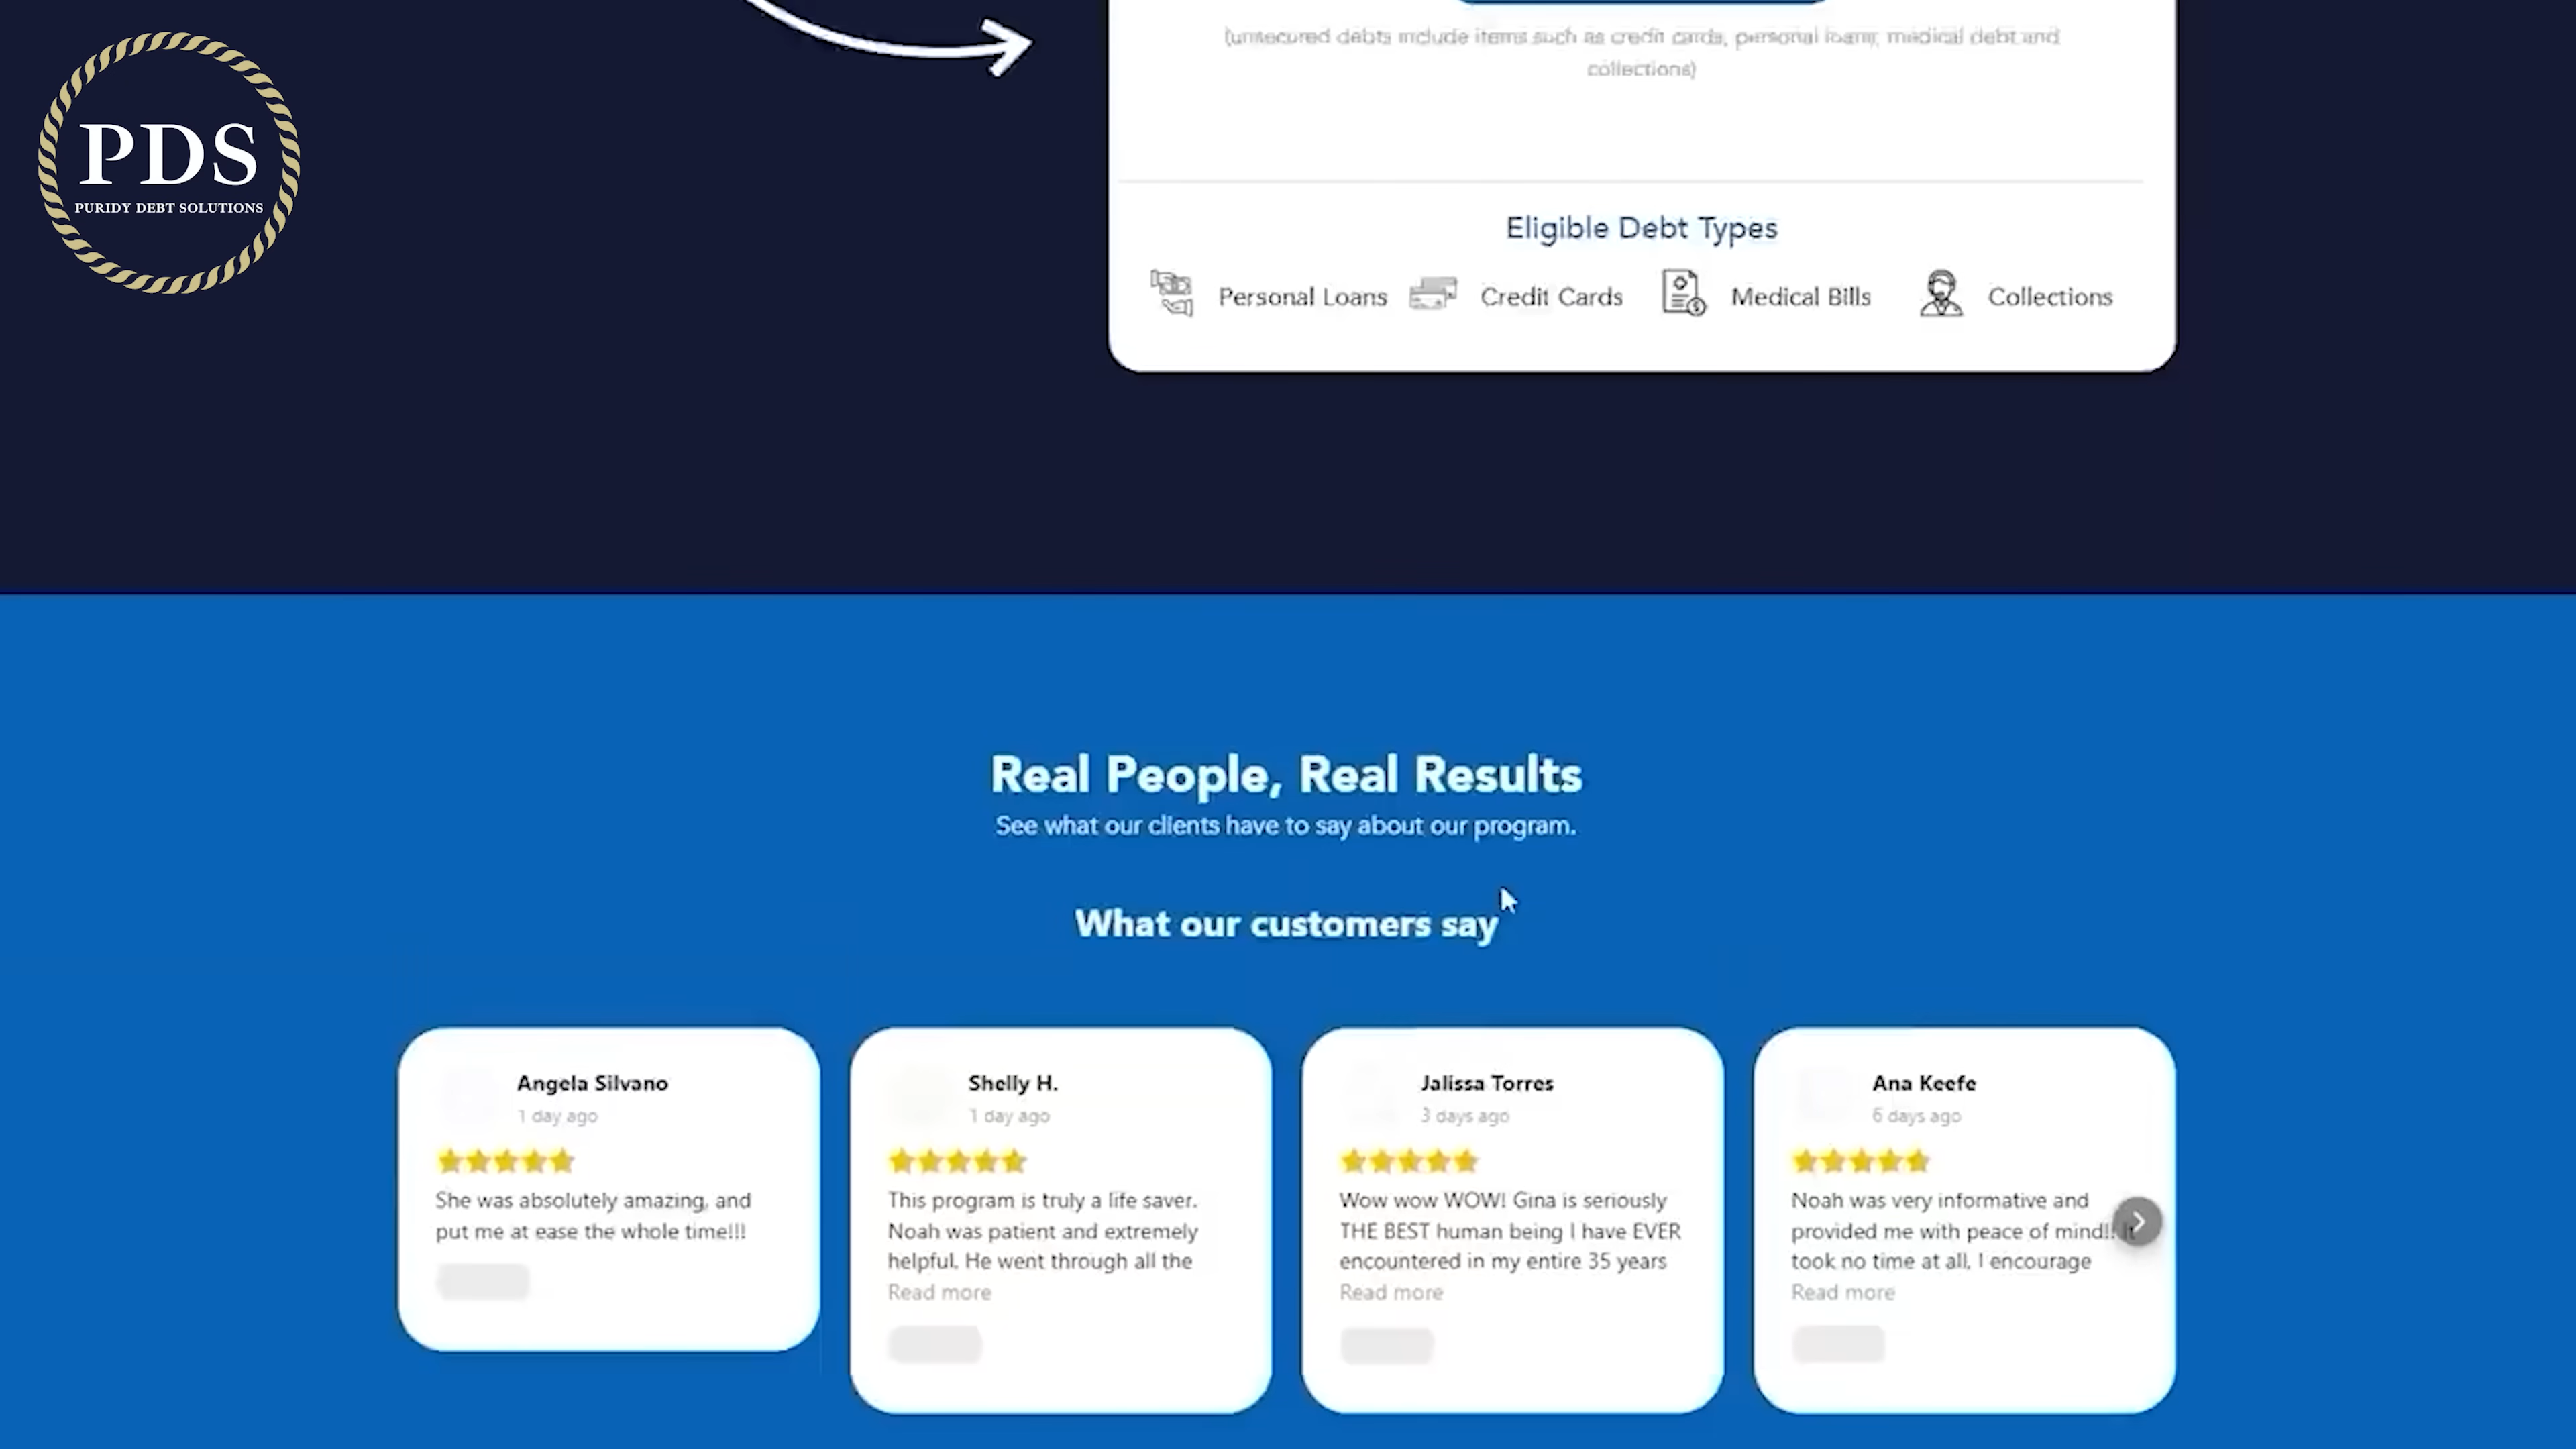 (unsecured debts include items such as credit cards, personal loans, medical debt and
collections)
PDS
PURIDY DEBT SOLUTIONS
Eligible Debt Types
Personal Loans
Credit Cards
Medical Bills
Collections
Real People, Real Results
See what our clients have to say about our program.
What our customers say
Angela Silvano
1 day ago
She was absolutely amazing, and
put me at ease the whole time!!!
Shelly H.
1 day ago
This program is truly a life saver.
Noah was patient and extremely
helpful. He went through all the
Read more
Jalissa Torres
3 days ago
Wow wow WOW! Gina is seriously
THE BEST human being I have EVER
encountered in my entire 35 years
Read more
Ana Keefe
6 days ago
Noah was very informative and
provided me with peace of mind!! It
took no time at all, I encourage
Read more